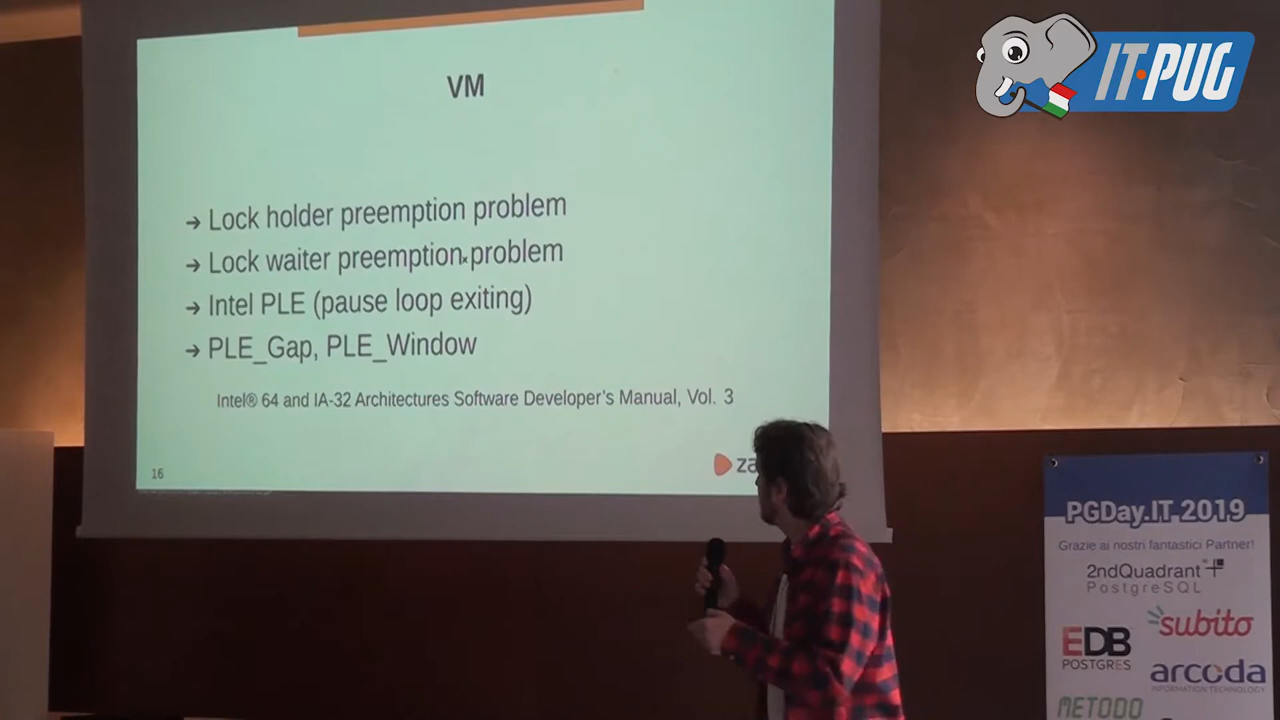 VM
→ Lock holder preemption problem
→ Lock waiter preemption problem
→ Intel PLE (pause loop exiting)
→ PLE_Gap, PLE_Window
Intel® 64 and IA-32 Architectures Software Developer's Manual, Vol. 3
16
za
IT·PUG
PGDay.IT 2019
Grazie ai nostri fantastici Partner!
2ndQuadrant
PostgreSQL
subito
EDB
POSTGRES
arcoda
INFORMATION TECHNOLOGY
METODO